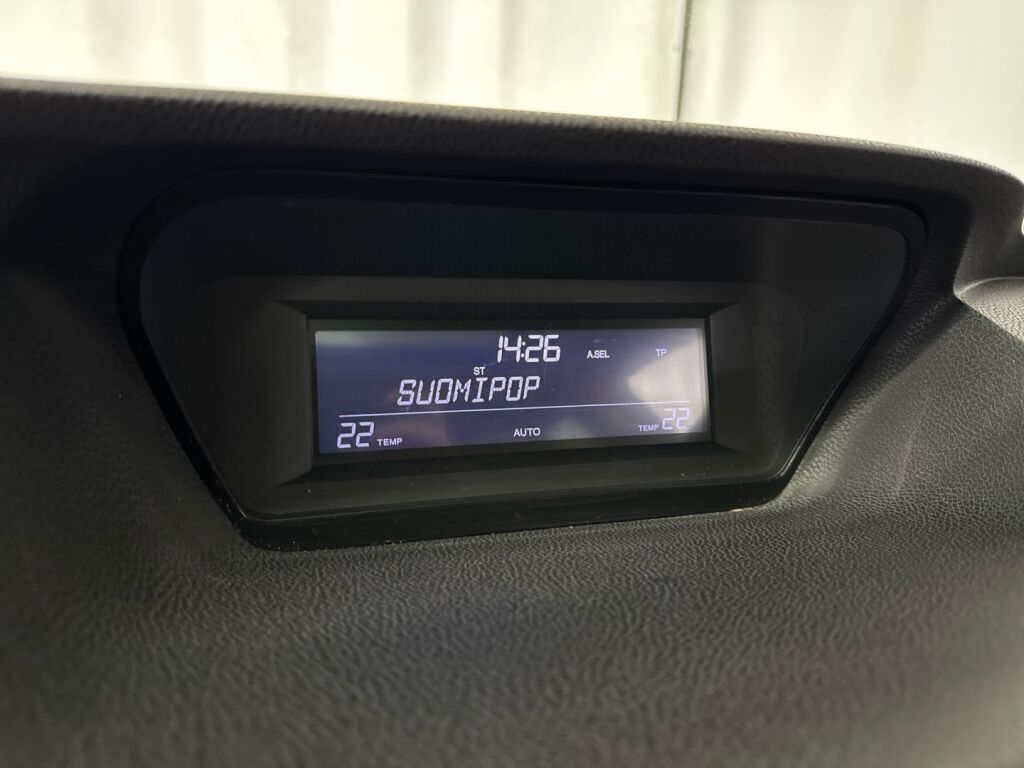 14:26 A.SEL TP
ST
SUOMIPOP
22 TEMP AUTO TEMP 22